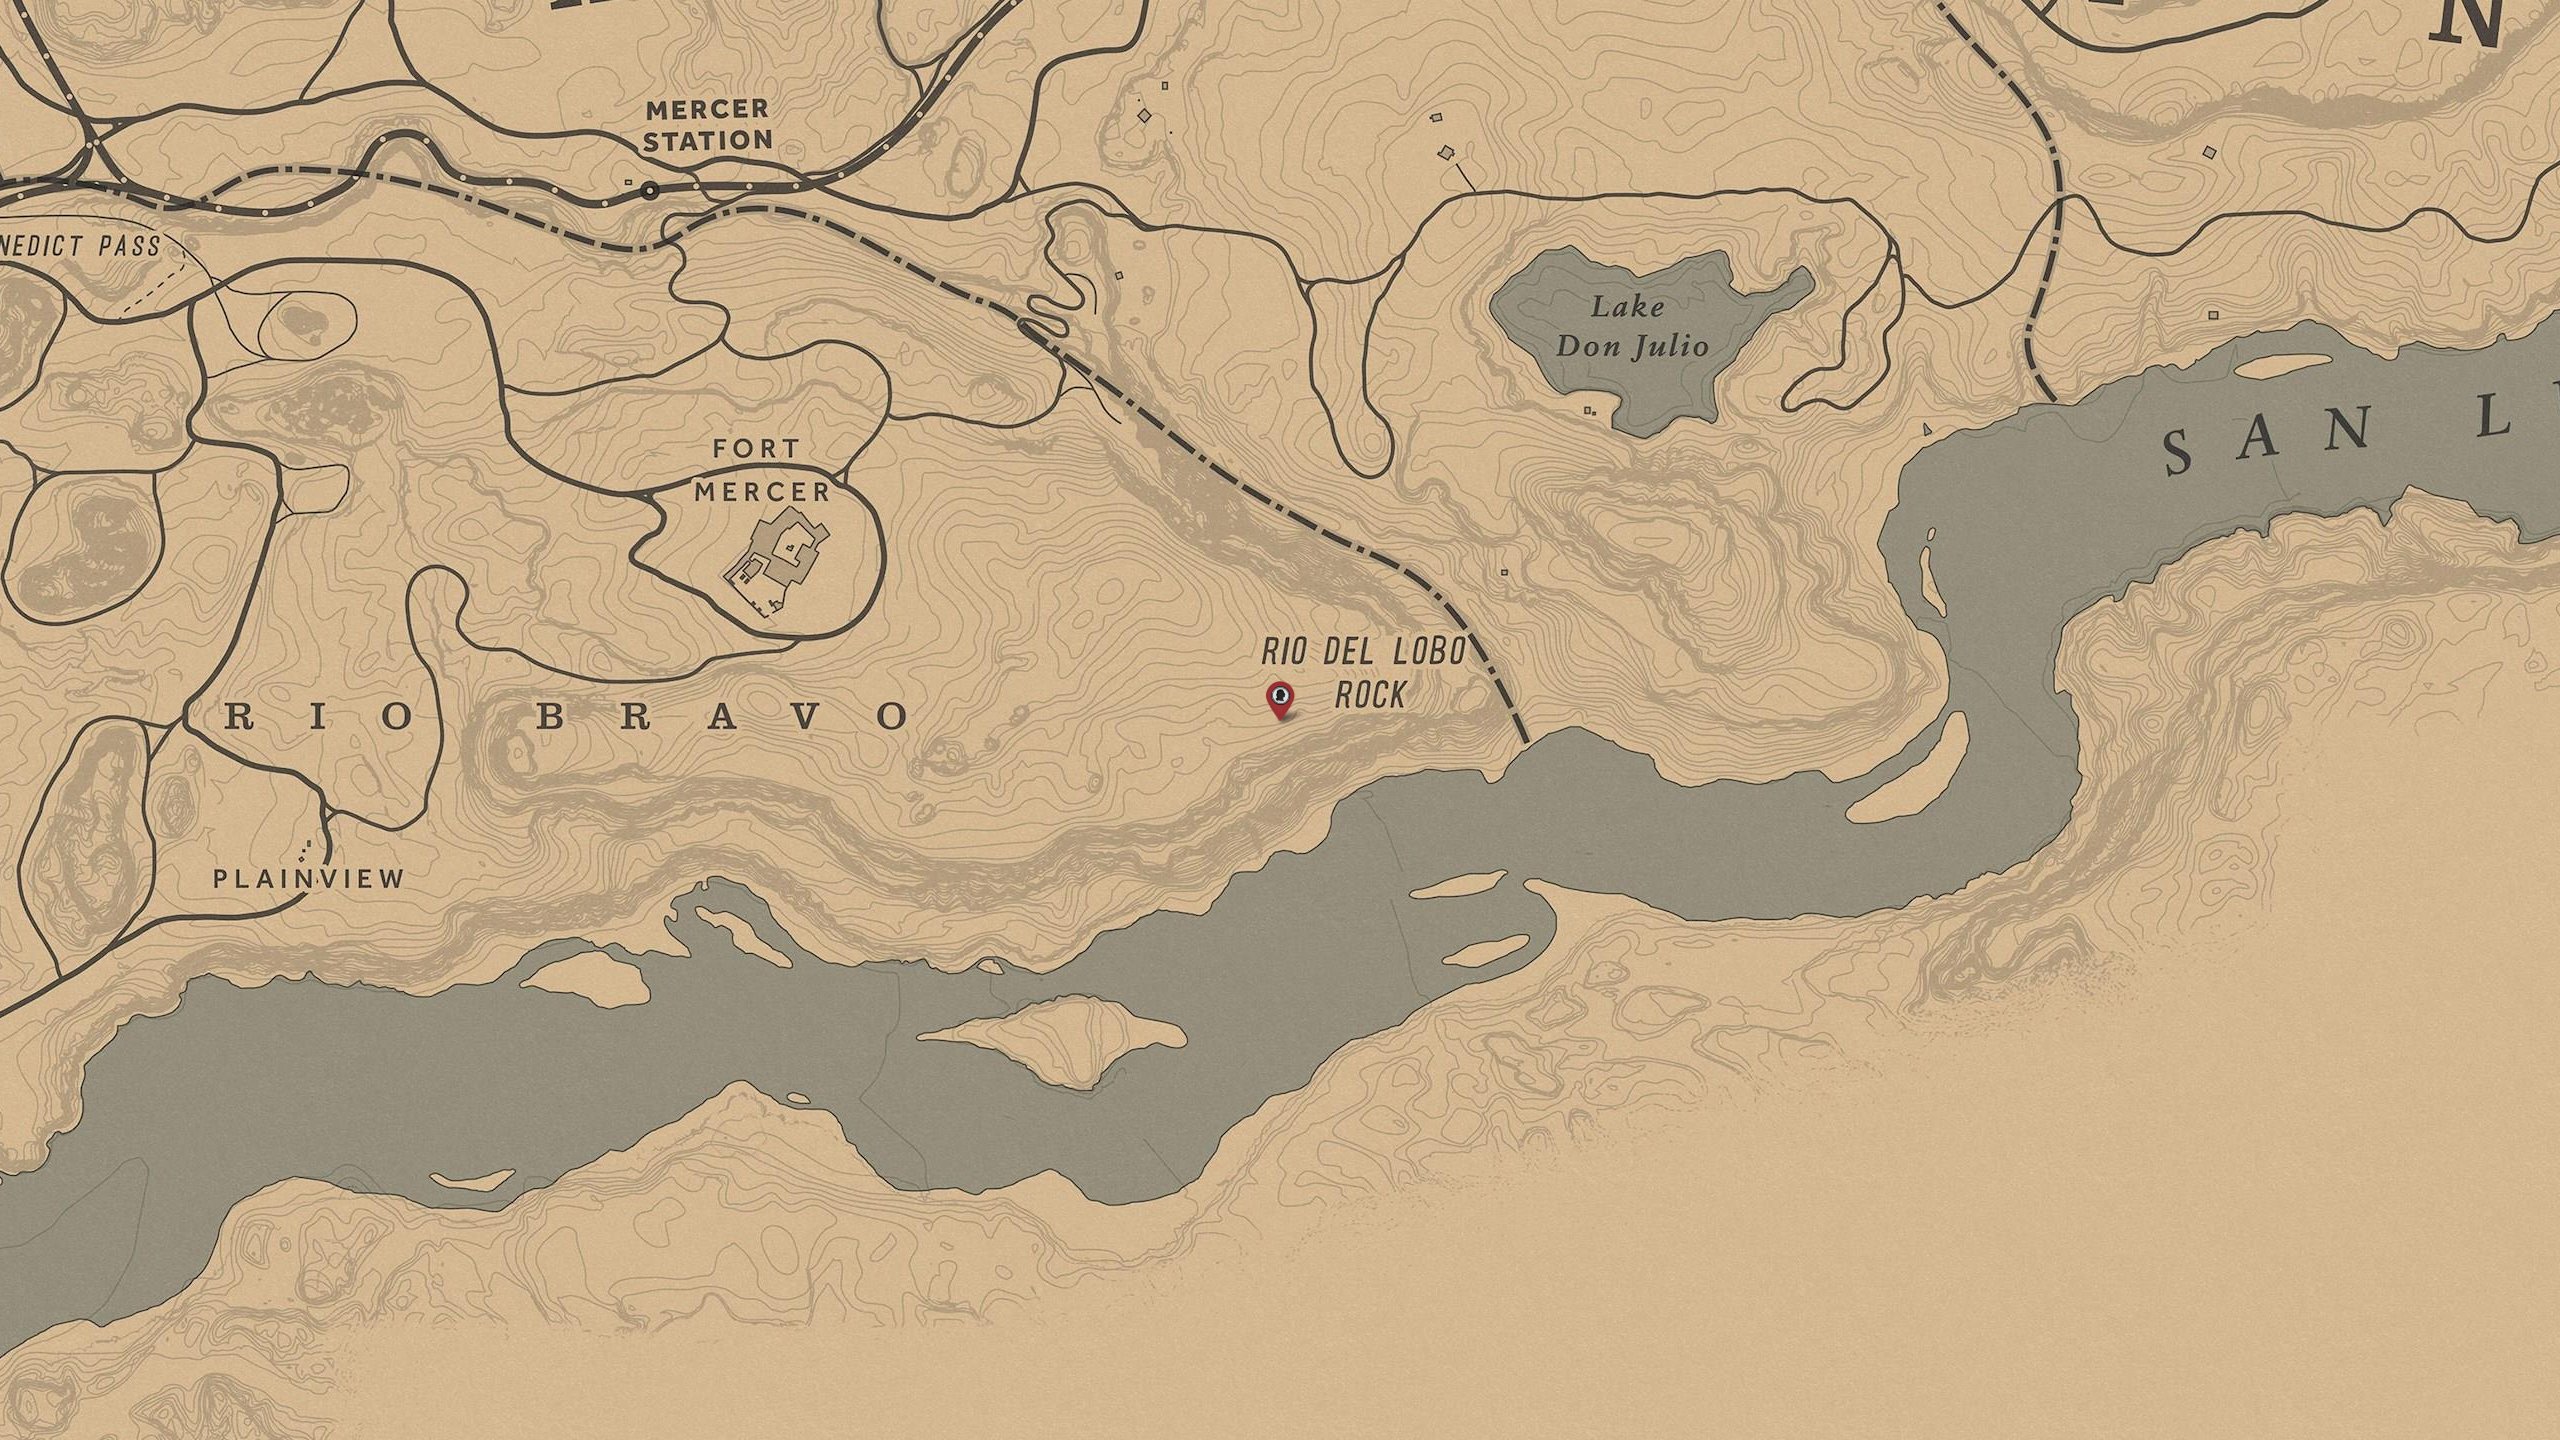 N
MERCER
STATION
NEDICT PASS
Lake
Don Julio
SAN L
FORT
MERCER
RIO DEL LOBO
ROCK
RIO BRAVO
PLAINVIEW